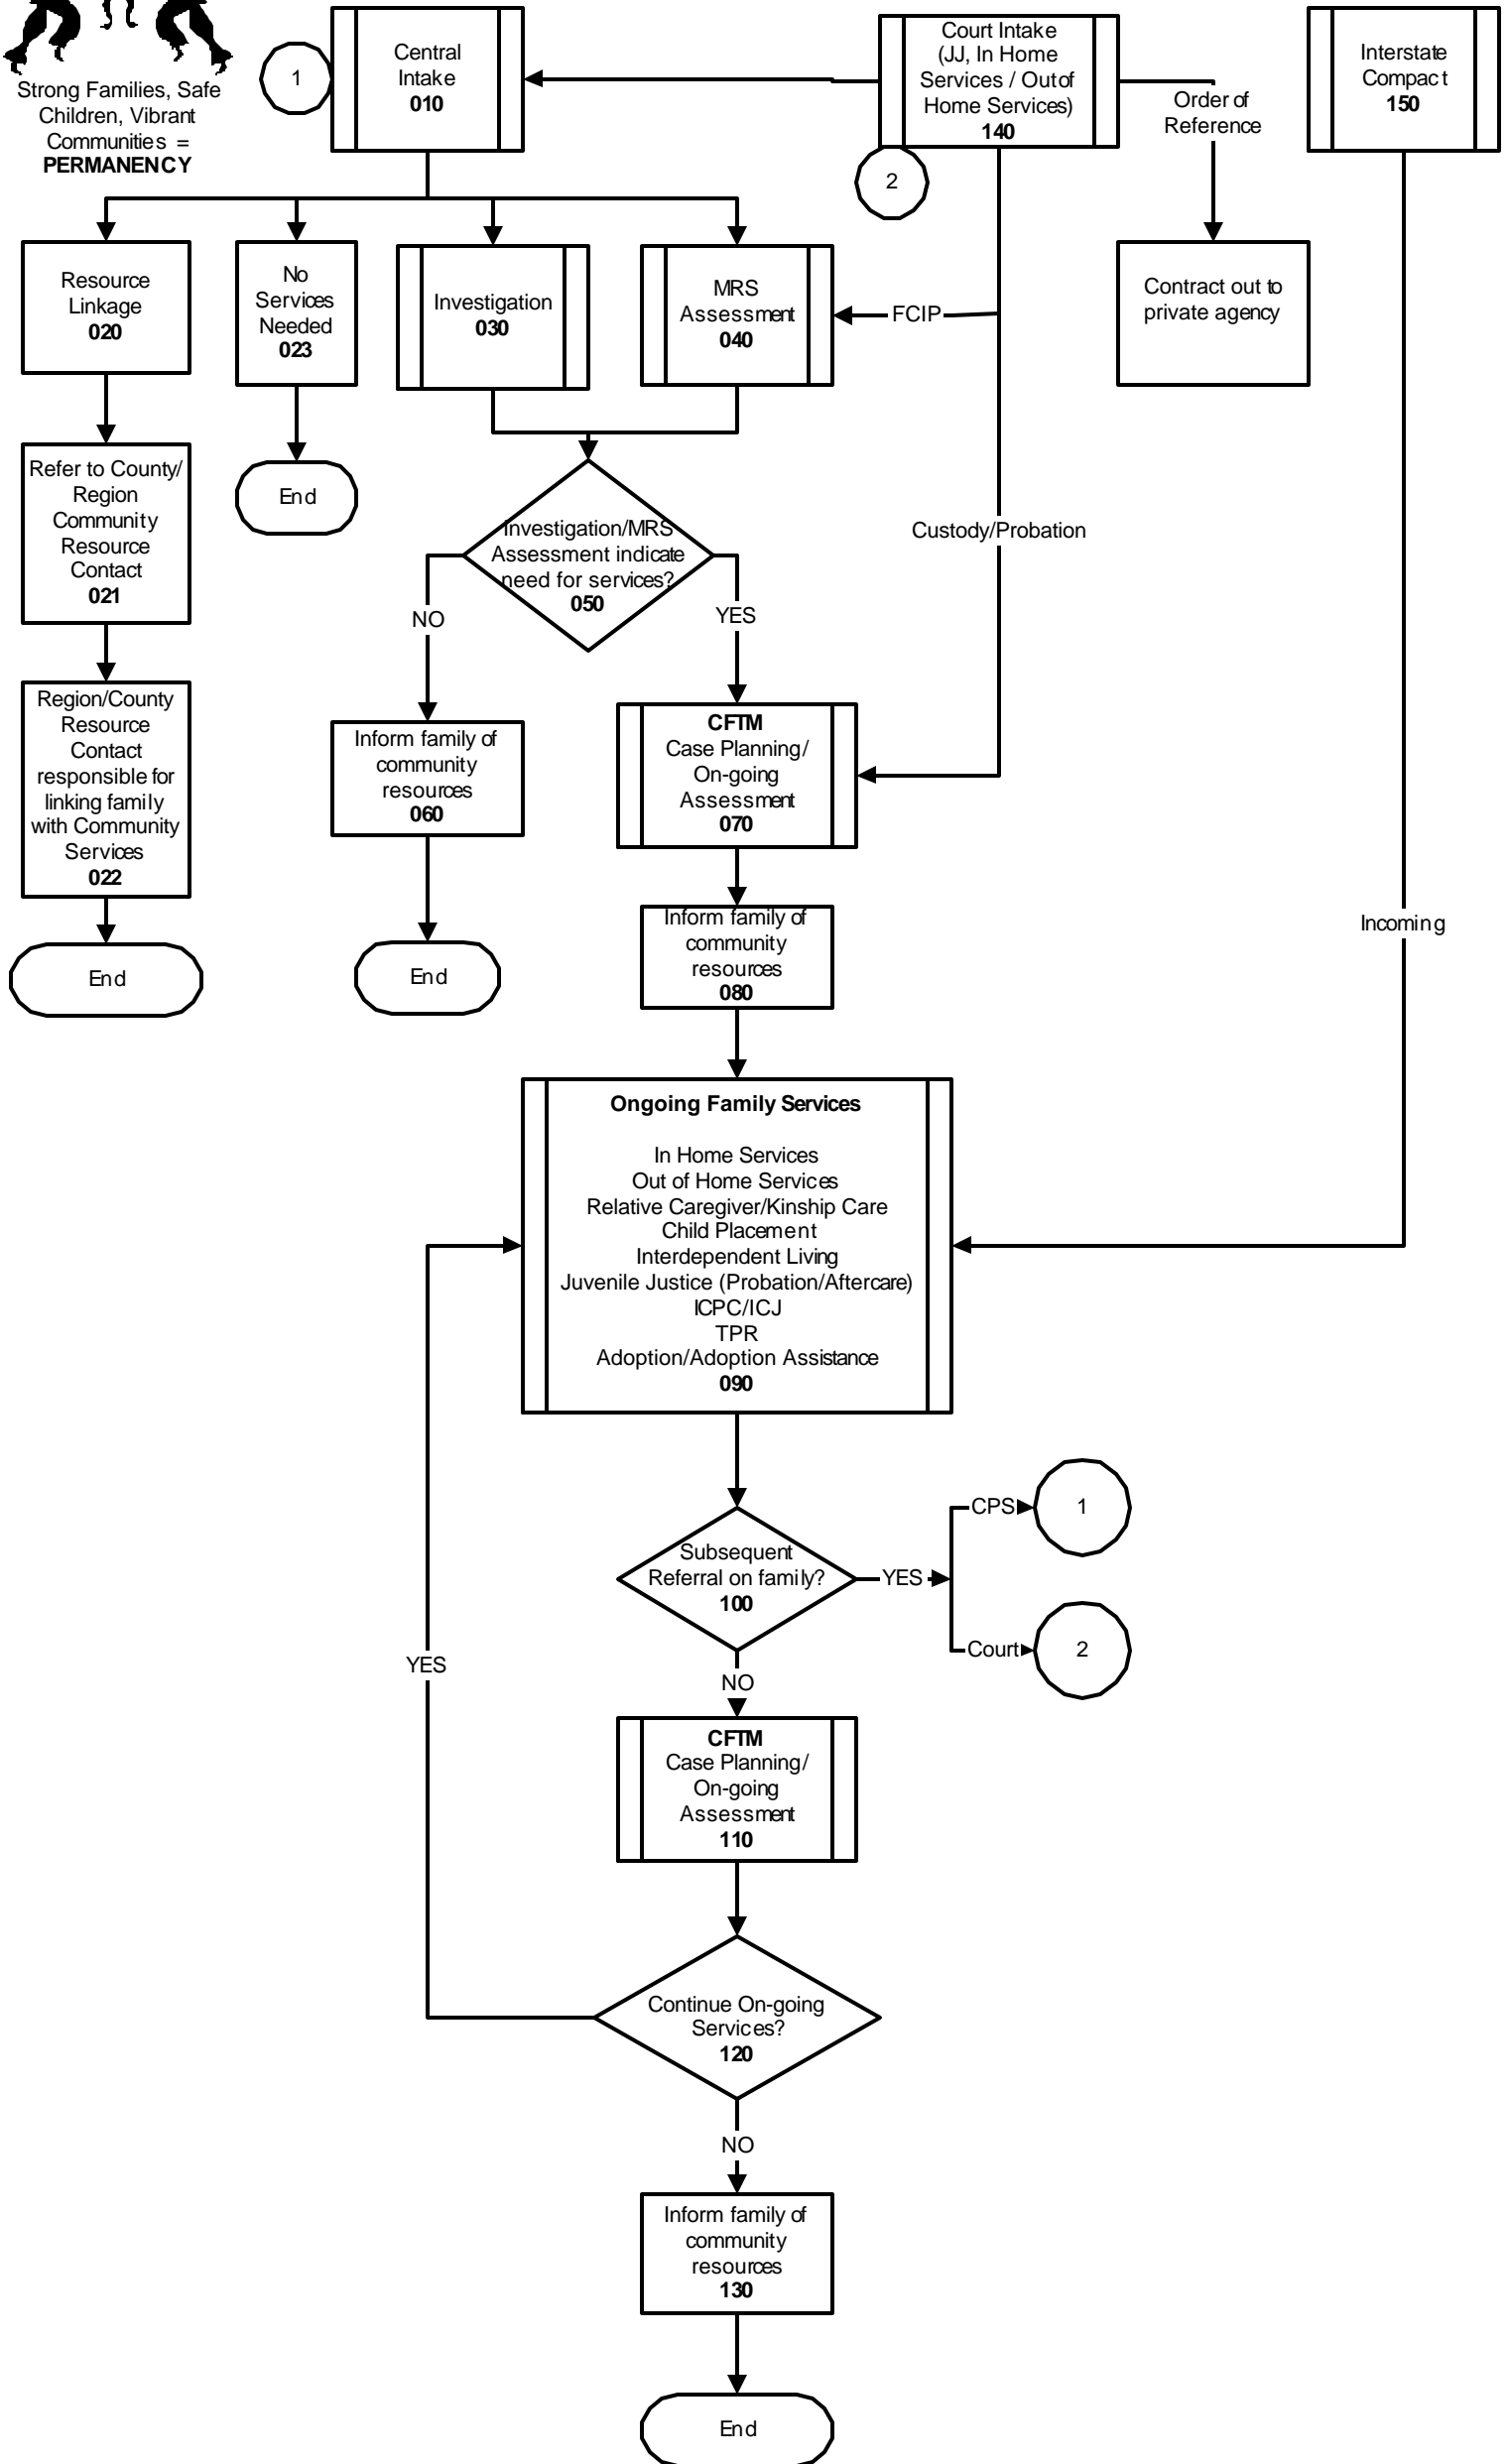 Strong Families, Safe
Children, Vibrant
Communities =
PERMANENCY
1
Central
Intake
010
Court Intake
(JJ, In Home
Services / Out of
Home Services)
140
2
Order of
Reference
Interstate
Compact
150
Resource
Linkage
020
No
Services
Needed
023
Investigation
030
MRS
Assessment
040
FCIP
Contract out to
private agency
Refer to County/
Region
Community
Resource
Contact
021
End
Investigation/MRS
Assessment indicate
need for services?
050
Custody/Probation
NO
YES
Region/County
Resource
Contact
responsible for
linking family
with Community
Services
022
Inform family of
community
resources
060
CFTM
Case Planning/
On-going
Assessment
070
End
End
Inform family of
community
resources
080
Incoming
Ongoing Family Services
In Home Services
Out of Home Services
Relative Caregiver/Kinship Care
Child Placement
Interdependent Living
Juvenile Justice (Probation/Aftercare)
ICPC/ICJ
TPR
Adoption/Adoption Assistance
090
Subsequent
Referral on family?
100
YES
CPS
1
Court
2
YES
NO
CFTM
Case Planning/
On-going
Assessment
110
Continue On-going
Services?
120
NO
Inform family of
community
resources
130
End